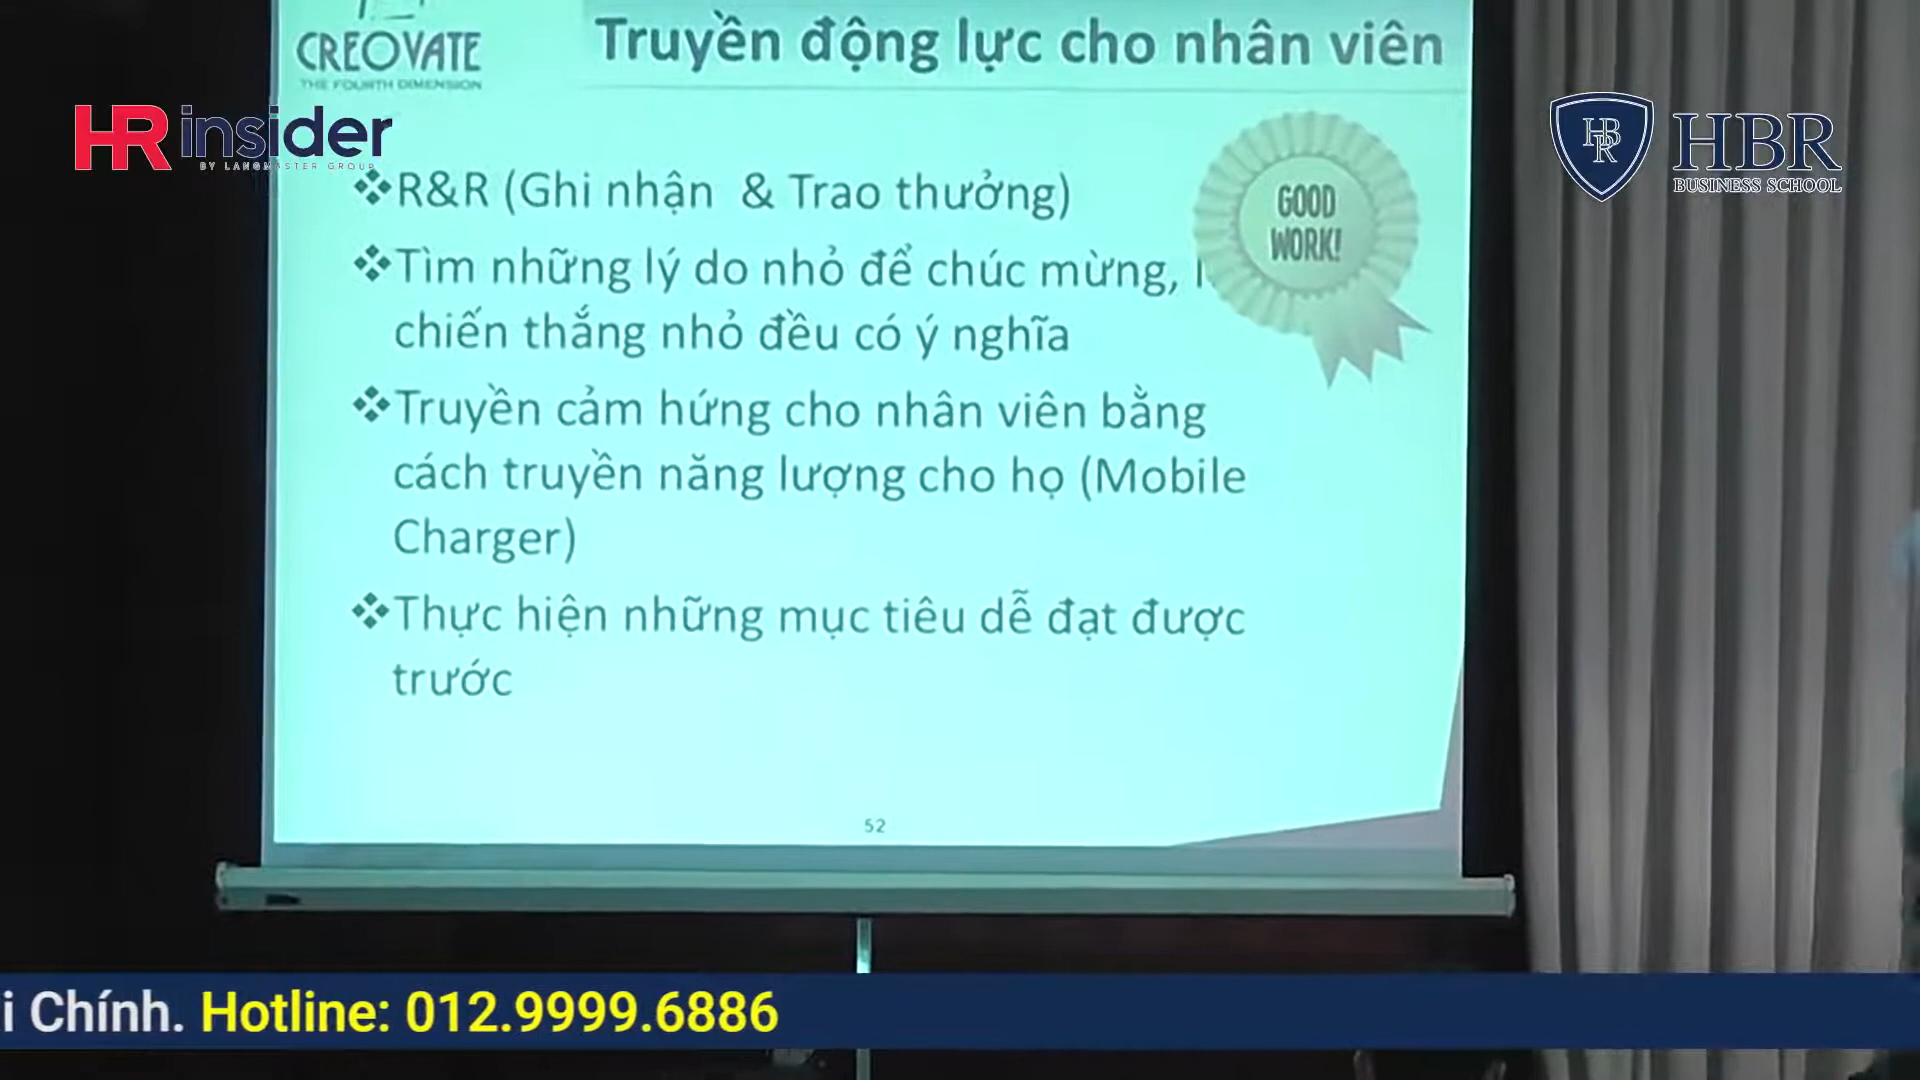 CREOVATE
THE FOURTH DIMENSION
Truyền động lực cho nhân viên
HRinsider
BY LANGMASTER GROUP
HBR
HBR
BUSINESS SCHOOL
❖R&R (Ghi nhận & Trao thưởng)
GOOD
WORK!
❖Tìm những lý do nhỏ để chúc mừng,
chiến thắng nhỏ đều có ý nghĩa
❖Truyền cảm hứng cho nhân viên bằng
cách truyền năng lượng cho họ (Mobile
Charger)
❖Thực hiện những mục tiêu dễ đạt được
trước
52
i Chính. Hotline: 012.9999.6886